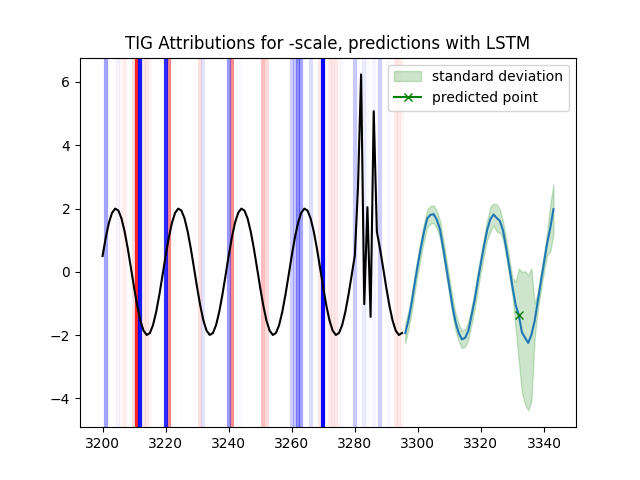 TIG Attributions for -scale, predictions with LSTM
standard deviation
predicted point
6
4
2
0
−2
−4
3200 3220 3240 3260 3280 3300 3320 3340